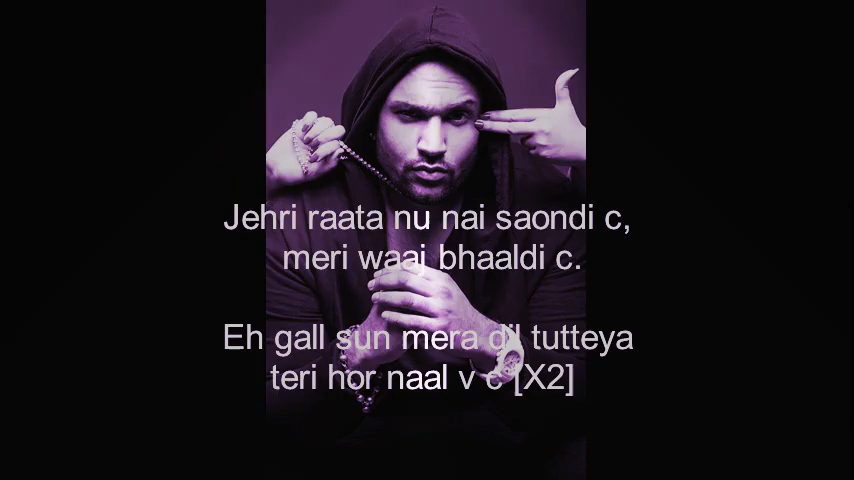 Jehri raata nu nai saondi c,
meri waaj bhaaldi c.
Eh gall sun mera dil tutteya
teri hor naal v c [X2]